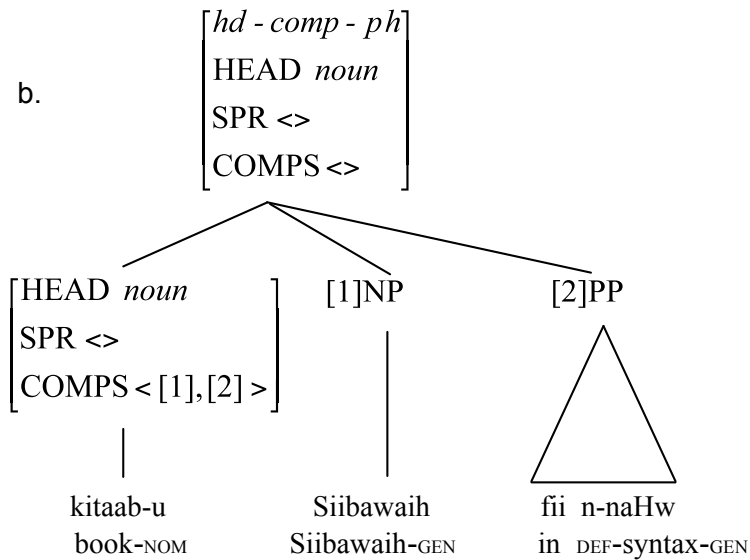 b.
[hd - comp - ph
HEAD noun
SPR <>
COMPS <>]
[HEAD noun
SPR <>
COMPS < [1], [2] >]
[1]NP
[2]PP
kitaab-u Siibawaih fii n-naHw
book-NOM Siibawaih-GEN in DEF-syntax-GEN